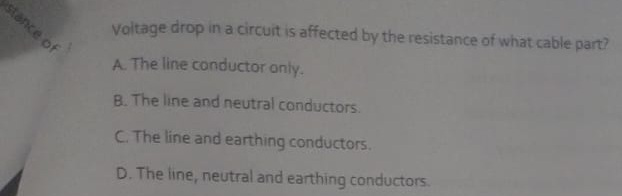 stance of
Voltage drop in a circuit is affected by the resistance of what cable part?
A. The line conductor only.
B. The line and neutral conductors.
C. The line and earthing conductors.
D. The line, neutral and earthing conductors.